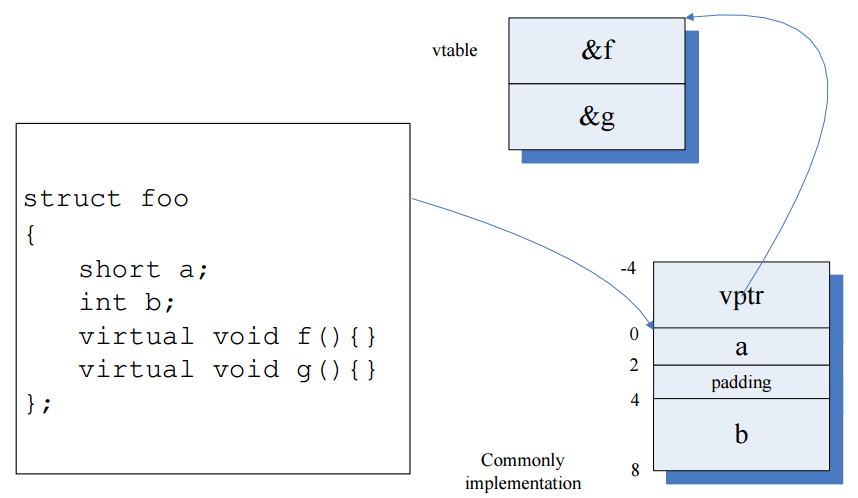 vtable
&f
&g
struct foo
{
short a;
int b;
virtual void f(){}
virtual void g(){}
};
-4
vptr
0
a
2
padding
4
b
8
Commonly
implementation